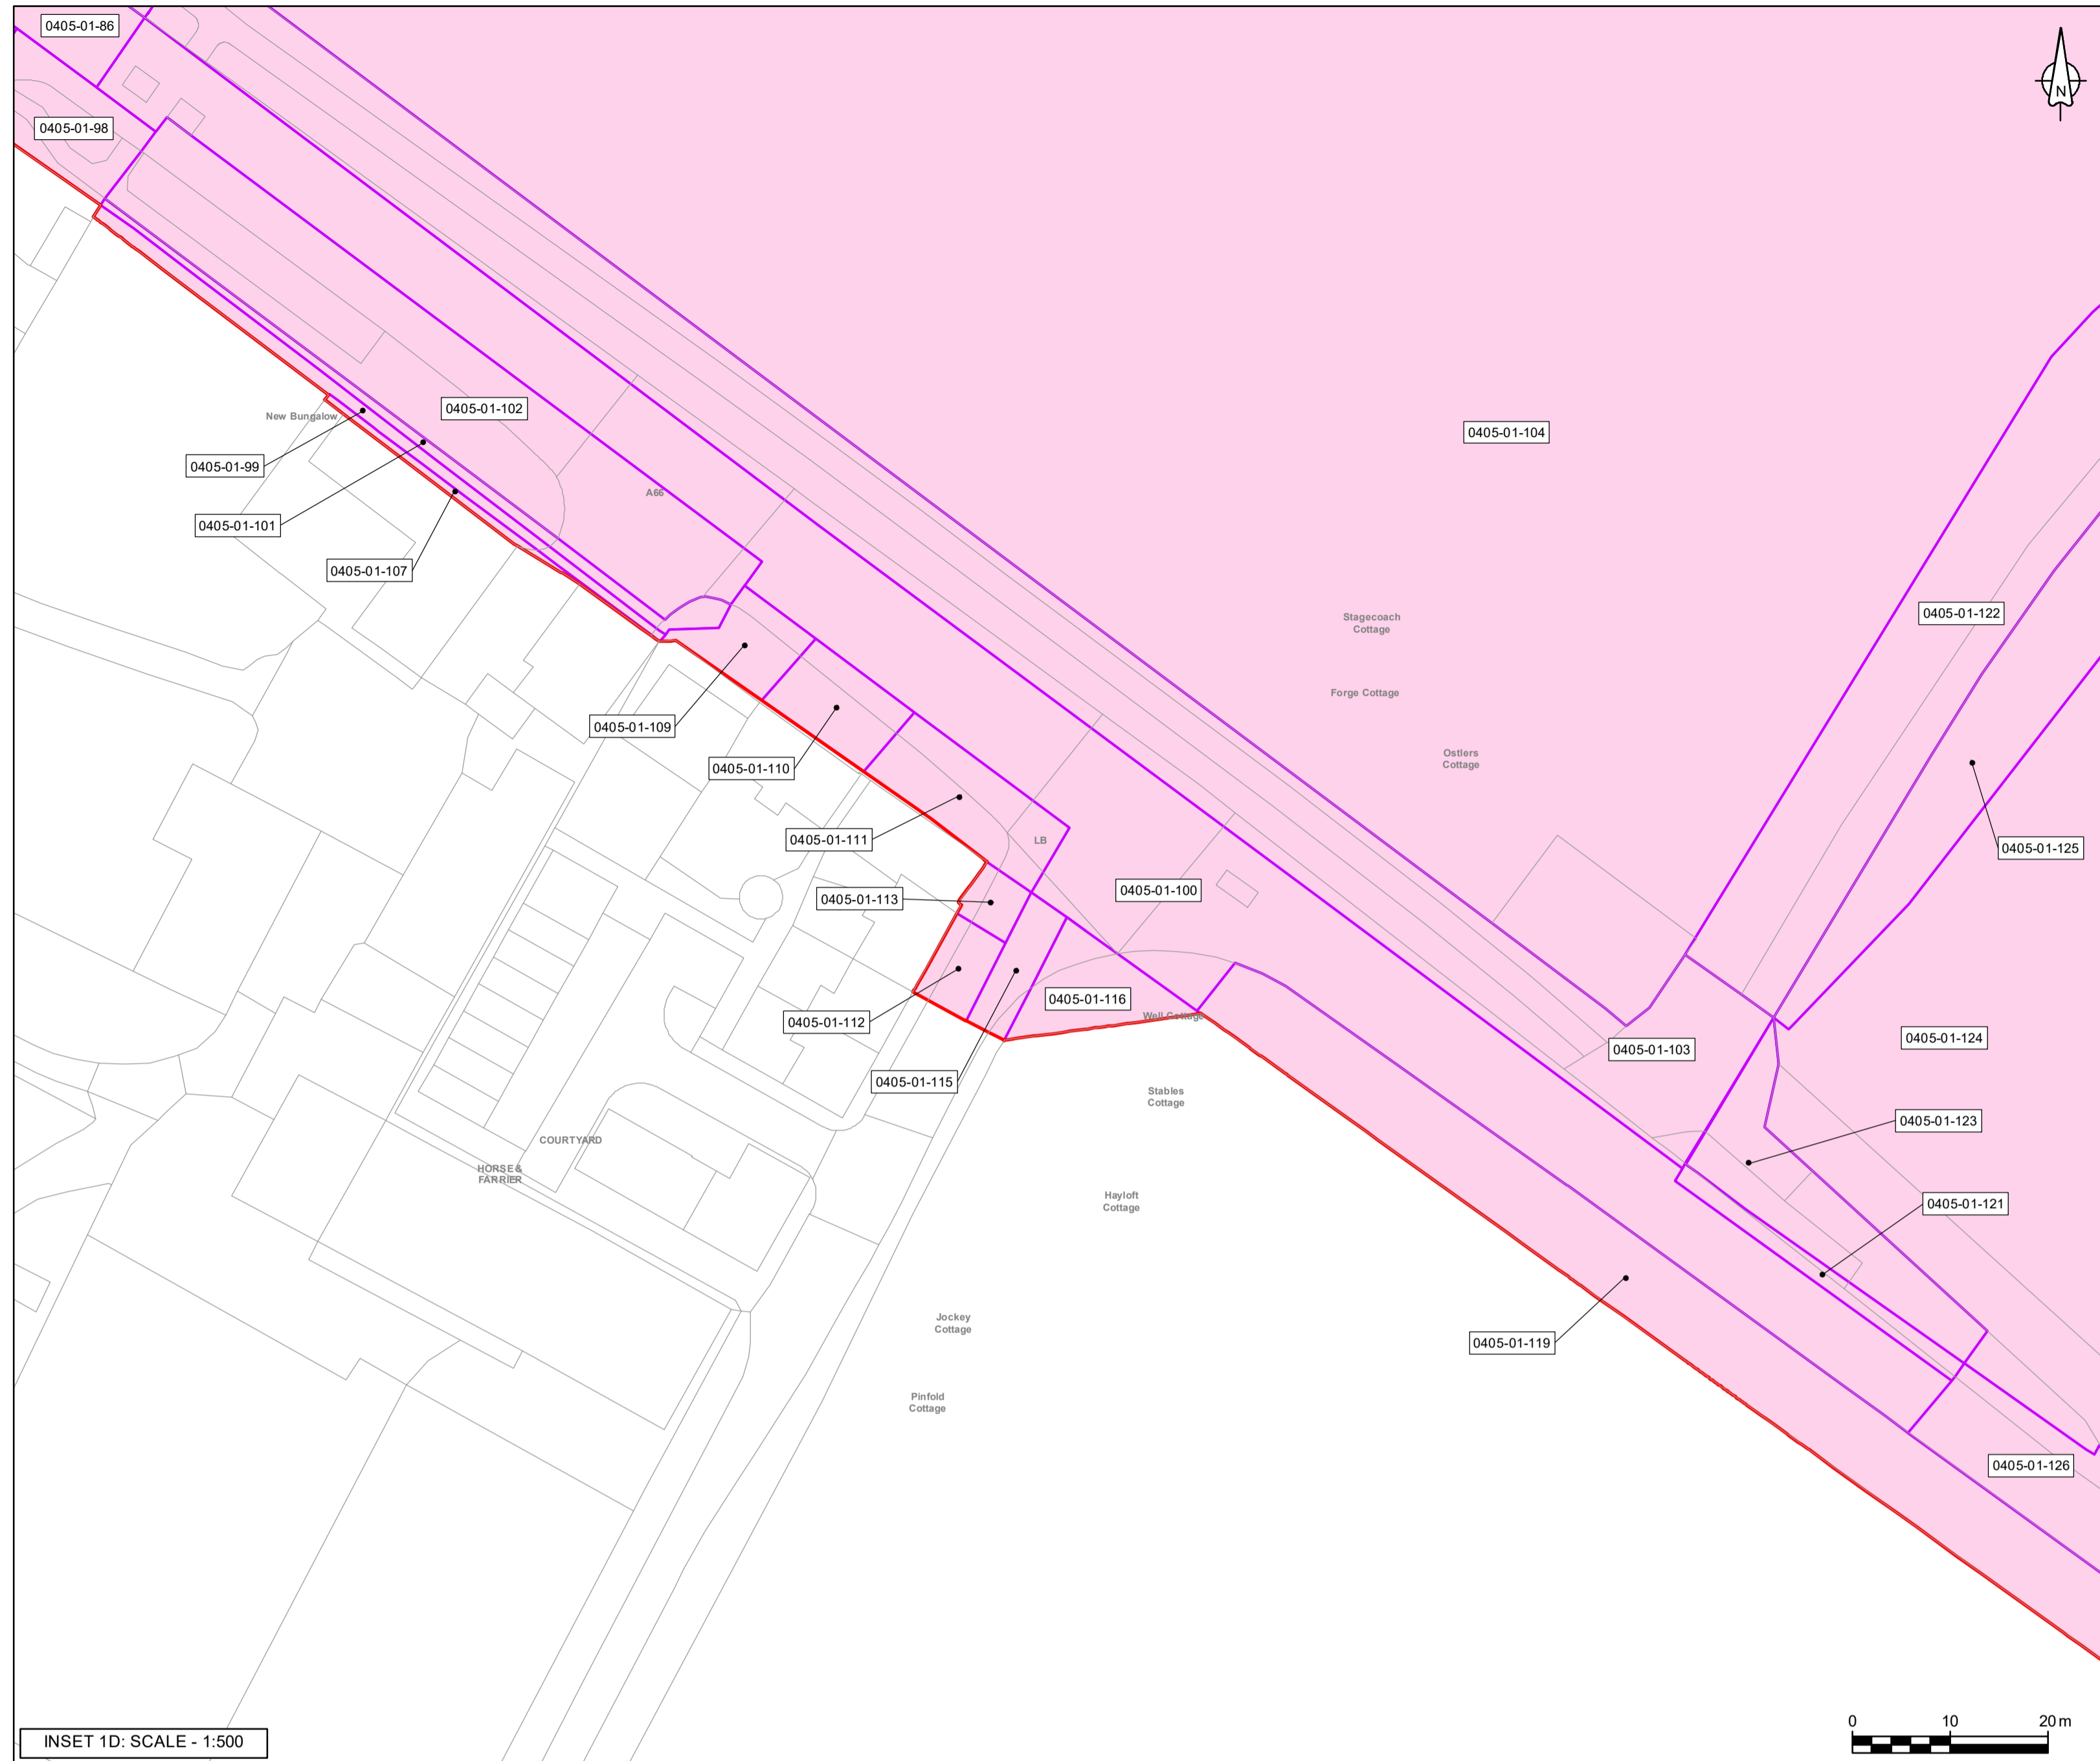 0405-01-86
N
0405-01-98
0405-01-102
New Bungalow
0405-01-104
0405-01-99
A66
0405-01-101
0405-01-107
Stagecoach
Cottage
0405-01-122
Forge Cottage
0405-01-109
Ostlers
Cottage
0405-01-110
0405-01-111
LB
0405-01-125
0405-01-100
0405-01-113
0405-01-116
Well Cottage
0405-01-112
0405-01-124
0405-01-103
0405-01-115
Stables
Cottage
0405-01-123
COURTYARD
HORSE &
FARRIER
Hayloft
Cottage
0405-01-121
Jockey
Cottage
0405-01-119
Pinfold
Cottage
0405-01-126
INSET 1D: SCALE - 1:500
0 10 20 m